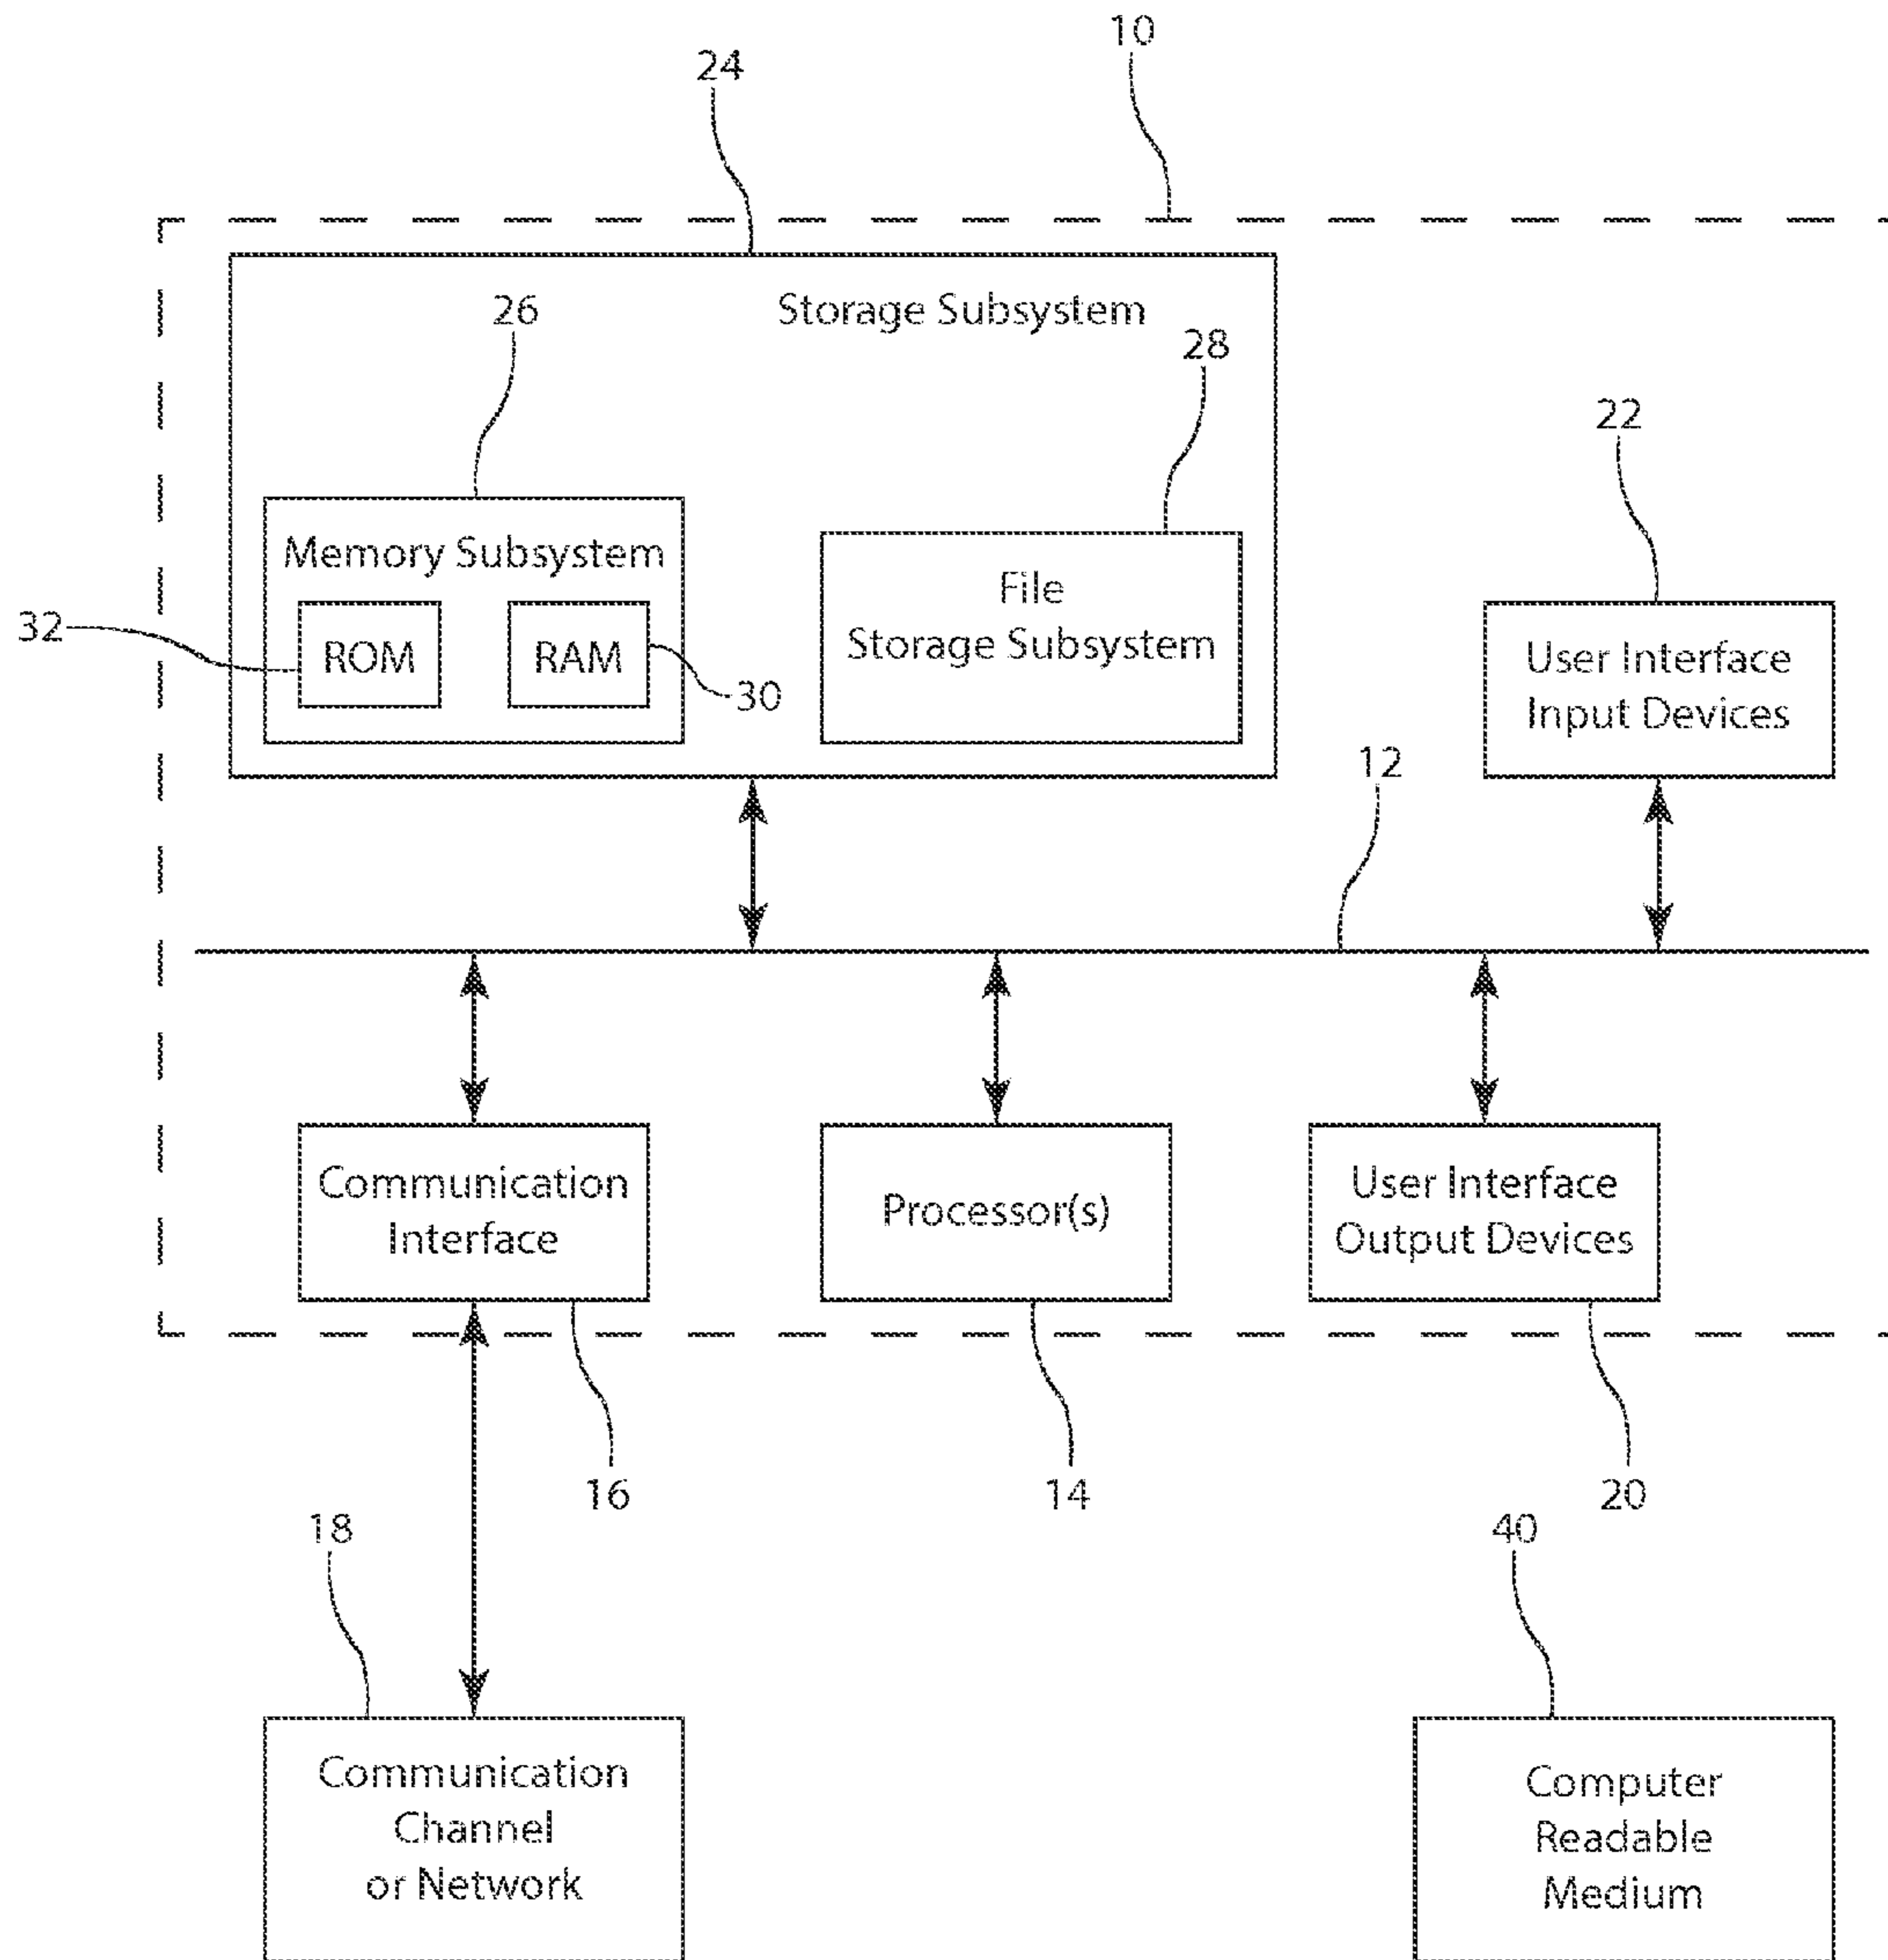 10
24
Storage Subsystem
26
28
22
Memory Subsystem
File
Storage Subsystem
32
ROM
RAM
30
User Interface
Input Devices
12
Communication
Interface
Processor(s)
User Interface
Output Devices
16
14
20
18
40
Communication
Channel
or Network
Computer
Readable
Medium